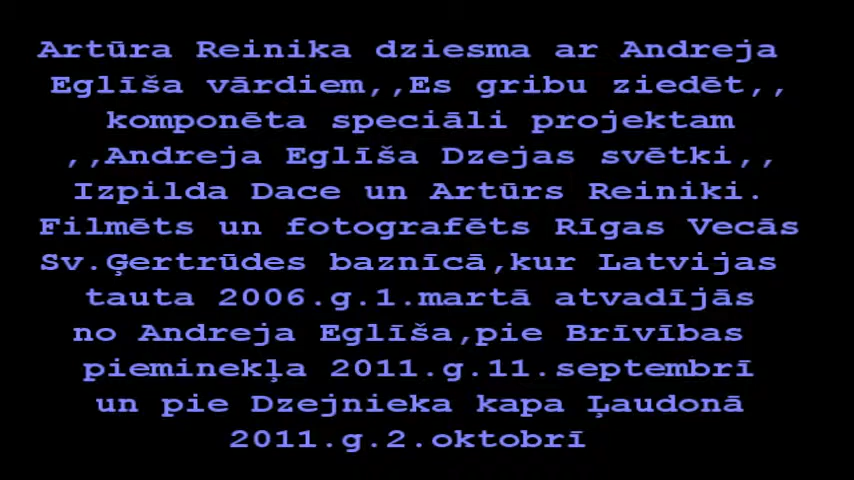 Artūra Reinika dziesma ar Andreja
Eglīša vārdiem,,Es gribu ziedēt,,
komponēta speciāli projektam
,,Andreja Eglīša Dzejas svētki,,
Izpilda Dace un Artūrs Reiniki.
Filmēts un fotografēts Rīgas Vecās
Sv.Ģertrūdes baznīcā,kur Latvijas
tauta 2006.g.1.martā atvadījās
no Andreja Eglīša,pie Brīvības
pieminekļa 2011.g.11.septembrī
un pie Dzejnieka kapa Ļaudonā
2011.g.2.oktobrī